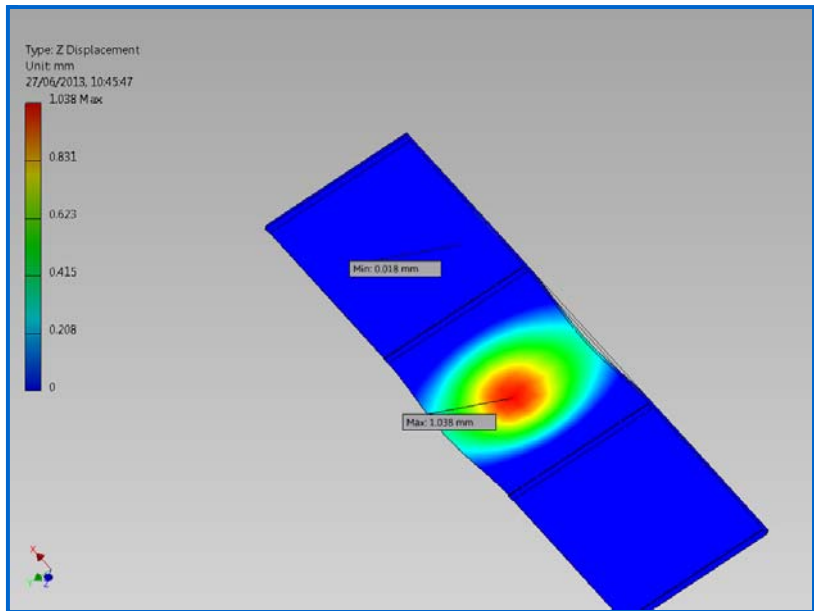 Type: Z Displacement
Unit: mm
27/06/2013, 10:45:47
1.038 Max
0.831
0.623
0.415
0.208
0
Min: 0.018 mm
Max: 1.038 mm
X
Y
Z